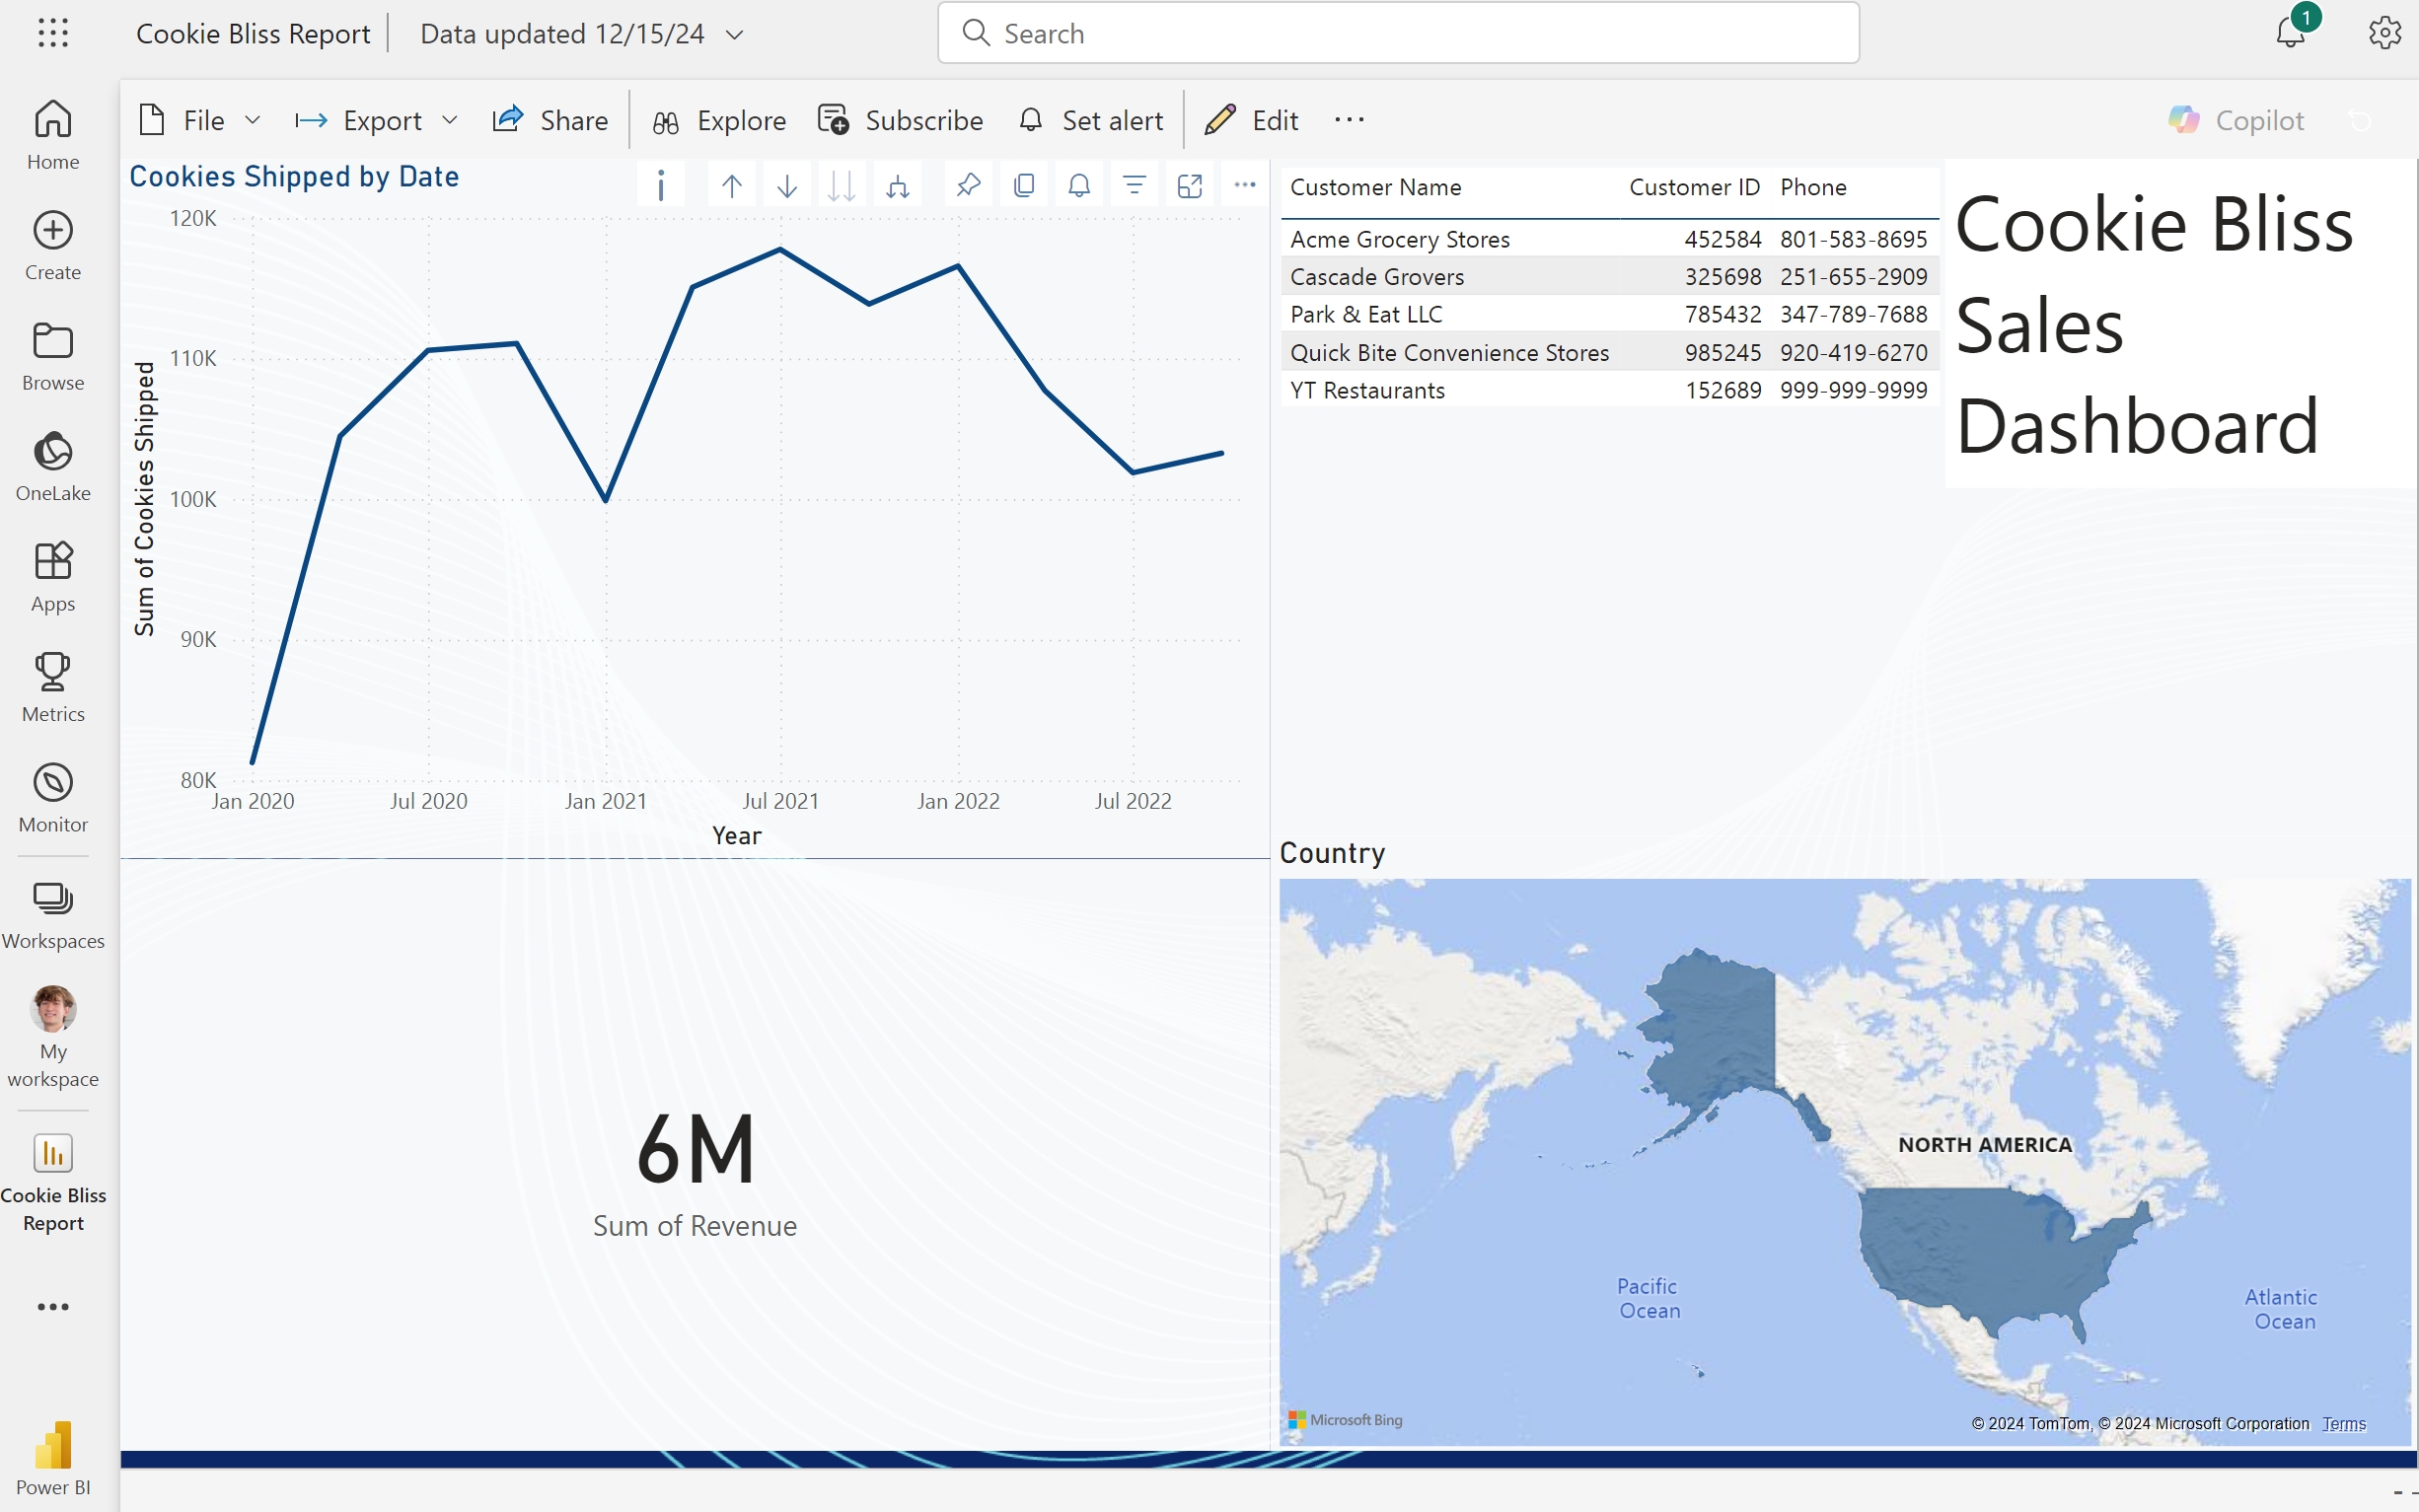 Cookie Bliss Report
Data updated 12/15/24
Search
1
Home
Create
Browse
OneLake
Apps
Metrics
Monitor
Workspaces
My
workspace
Cookie Bliss
Report
Power BI
File
Export
Share
Explore
Subscribe
Set alert
Edit
Copilot
Cookies Shipped by Date
Sum of Cookies Shipped
120K
110K
100K
90K
80K
Jan 2020 Jul 2020 Jan 2021 Jul 2021 Jan 2022 Jul 2022
Year
Customer Name Customer ID Phone
Acme Grocery Stores 452584 801-583-8695
Cascade Grovers 325698 251-655-2909
Park & Eat LLC 785432 347-789-7688
Quick Bite Convenience Stores 985245 920-419-6270
YT Restaurants 152689 999-999-9999
Cookie Bliss
Sales
Dashboard
6M
Sum of Revenue
Country
NORTH AMERICA
Pacific
Ocean
Atlantic
Ocean
Microsoft Bing
© 2024 TomTom, © 2024 Microsoft Corporation Terms